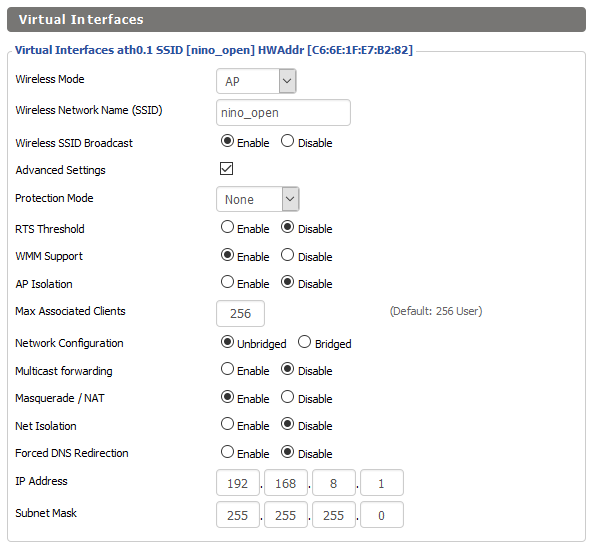 Virtual Interfaces
Virtual Interfaces ath0.1 SSID [nino_open] HWAddr [C6:6E:1F:E7:B2:82]
Wireless Mode AP
Wireless Network Name (SSID) nino_open
Wireless SSID Broadcast Enable Disable
Advanced Settings
Protection Mode None
RTS Threshold Enable Disable
WMM Support Enable Disable
AP Isolation Enable Disable
Max Associated Clients 256 (Default: 256 User)
Network Configuration Unbridged Bridged
Multicast forwarding Enable Disable
Masquerade / NAT Enable Disable
Net Isolation Enable Disable
Forced DNS Redirection Enable Disable
IP Address 192.168.8.1
Subnet Mask 255.255.255.0